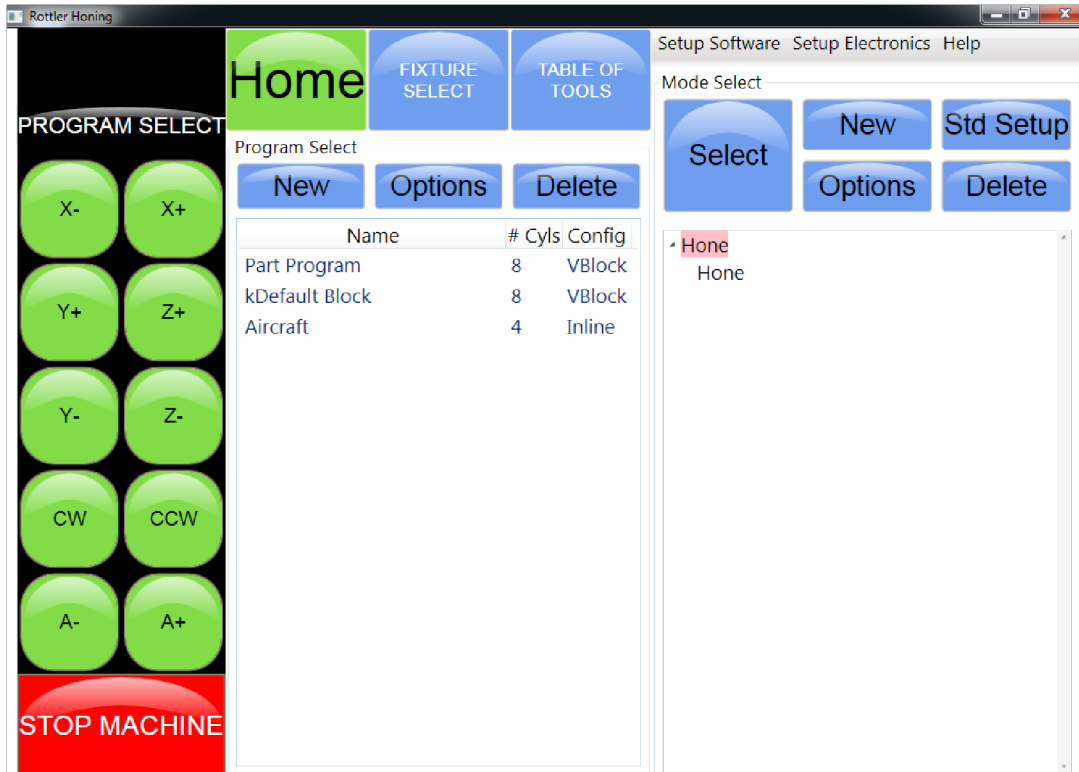 Rottler Honing
PROGRAM SELECT
X-
X+
Y+
Z+
Y-
Z-
CW
CCW
A-
A+
STOP MACHINE
Home
FIXTURE
SELECT
TABLE OF
TOOLS
Program Select
New
Options
Delete
Name # Cyls Config
Part Program 8 VBlock
kDefault Block 8 VBlock
Aircraft 4 Inline
Setup Software Setup Electronics Help
Mode Select
Select
New
Std Setup
Options
Delete
Hone
Hone